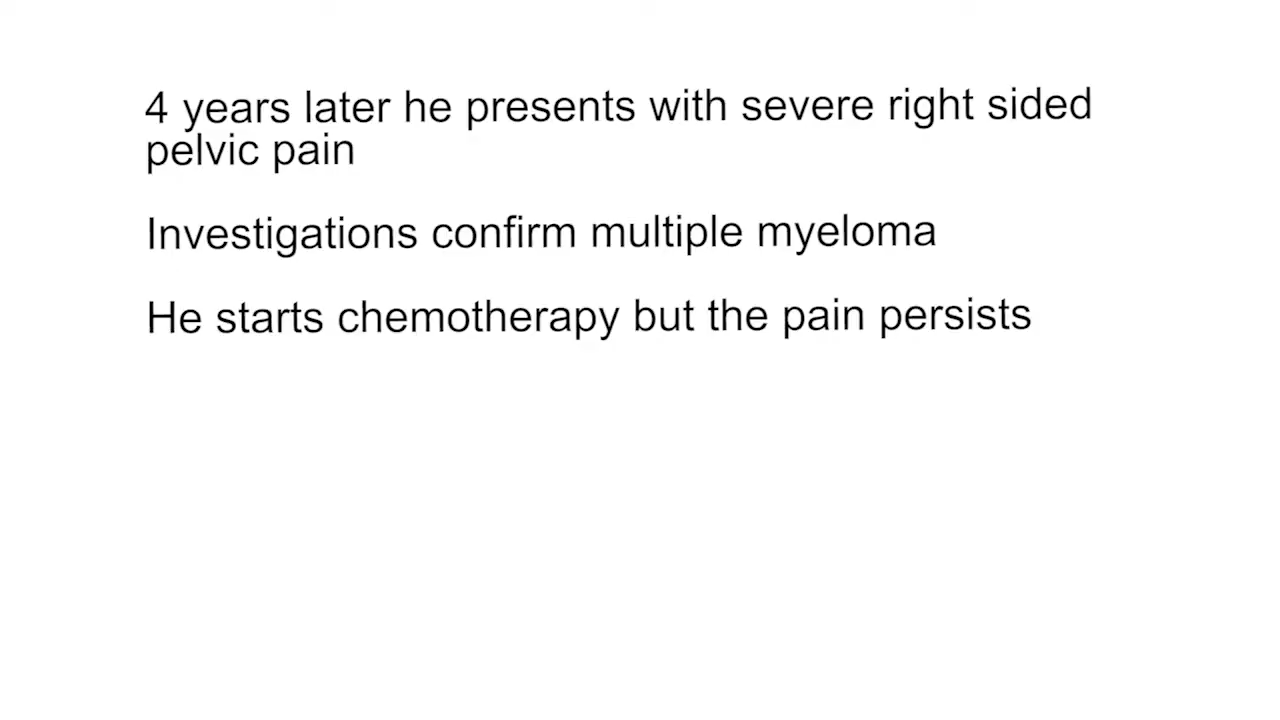 4 years later he presents with severe right sided
pelvic pain
Investigations confirm multiple myeloma
He starts chemotherapy but the pain persists